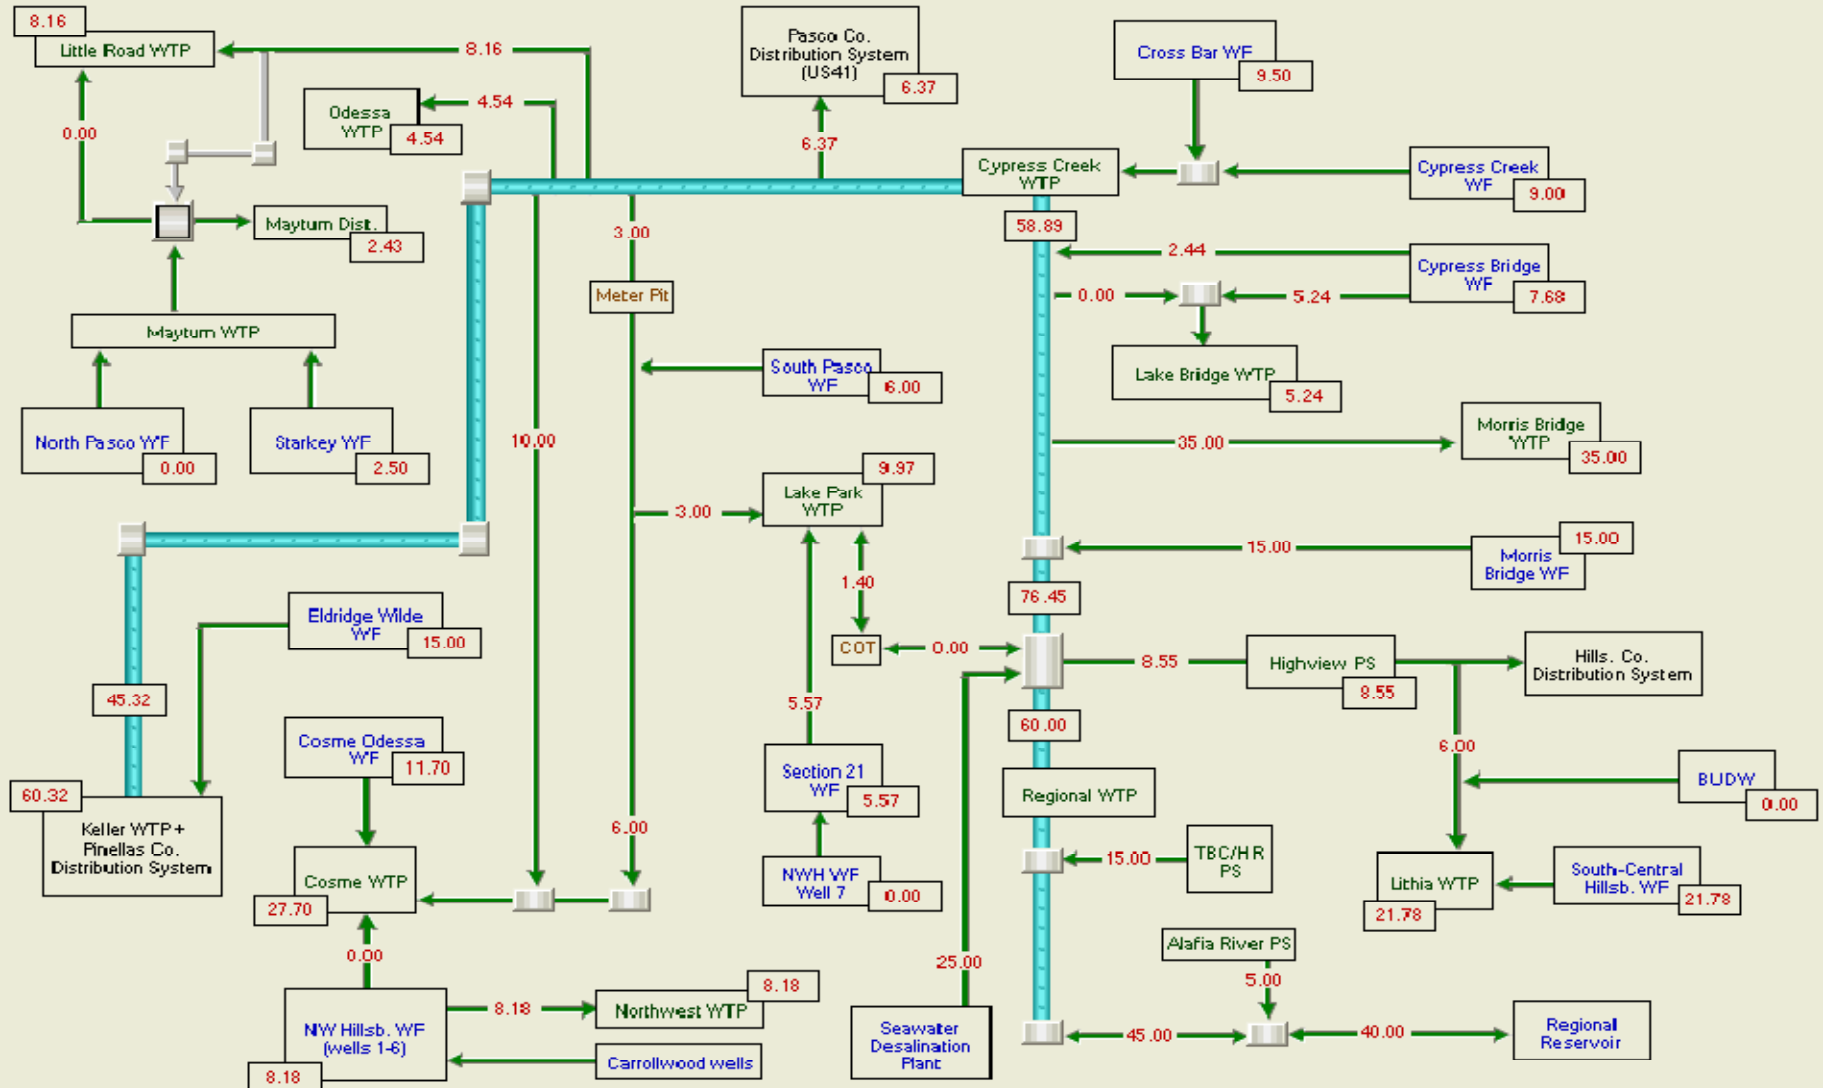 8.16
Little Road WTP
8.16
Pasco Co.
Distribution System
(US41)
6.37
Cross Bar WF
9.50
Odessa
WTP
4.54
4.54
0.00
6.37
Cypress Creek
WTP
Cypress Creek
WF
9.00
Maytum Dist.
2.43
3.00
58.89
2.44
Cypress Bridge
WF
7.68
Meter Pit
0.00
5.24
Maytum WTP
South Pasco
WF
6.00
Lake Bridge WTP
5.24
North Pasco WF
0.00
Starkey WF
2.50
10.00
35.00
Morris Bridge
WTP
35.00
9.97
Lake Park
WTP
3.00
15.00
15.00
Morris
Bridge WF
1.40
76.45
Eldridge Wilde
WF
15.00
COT
0.00
8.55
Highview PS
8.55
Hills. Co.
Distribution System
45.32
5.57
60.00
Cosme Odessa
WF
11.70
6.00
Section 21
WF
5.57
Regional WTP
BUDW
0.00
60.32
Keller WTP +
Pinellas Co.
Distribution System
6.00
Cosme WTP
27.70
NWH WF
Well 7
0.00
15.00
TBC/HR
PS
Lithia WTP
21.78
South-Central
Hillsb. WF
21.78
0.00
25.00
Alafia River PS
5.00
NW Hillsb. WF
(wells 1-6)
8.18
8.18
Northwest WTP
8.18
Carrollwood wells
Seawater
Desalination
Plant
45.00
40.00
Regional
Reservoir